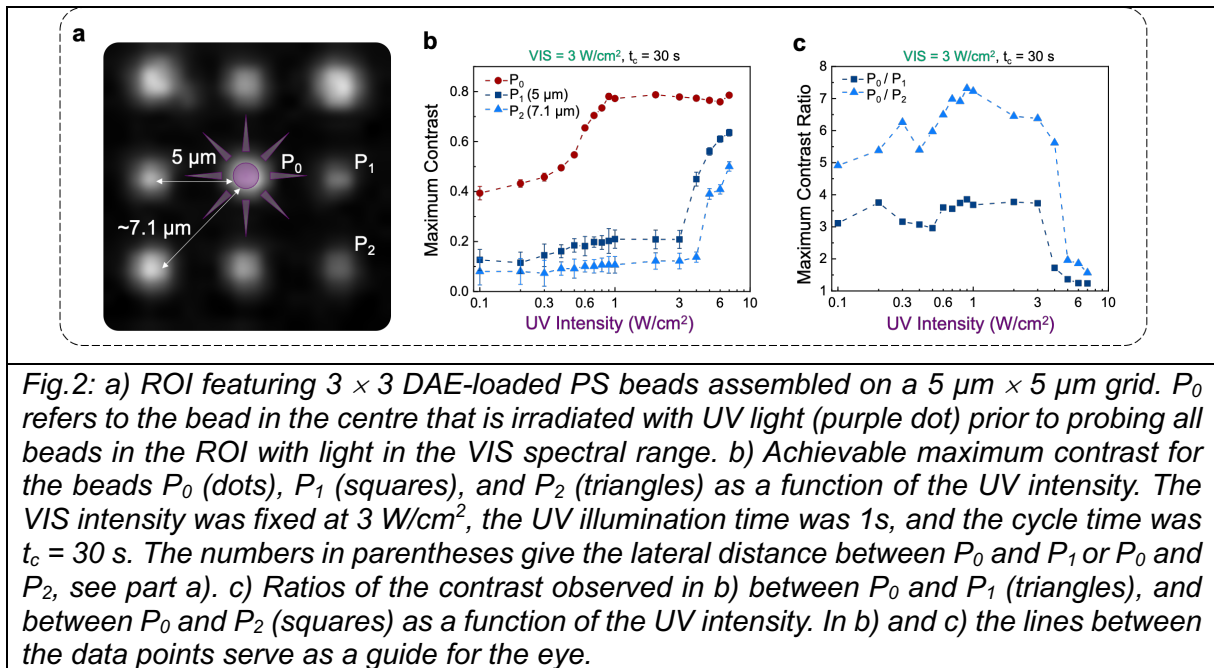 a
5 µm
P₀
P₁
~7.1 µm
P₂
b
VIS = 3 W/cm², t꜀ = 30 s
P₀
P₁ (5 µm)
P₂ (7.1 µm)
Maximum Contrast
0.8
0.6
0.4
0.2
0.0
0.1
0.3
0.6
1
3
6
10
UV Intensity (W/cm²)
c
VIS = 3 W/cm², t꜀ = 30 s
P₀ / P₁
P₀ / P₂
Maximum Contrast Ratio
8
7
6
5
4
3
2
1
0.1
0.3
0.6
1
3
6
10
UV Intensity (W/cm²)
Fig.2: a) ROI featuring 3 × 3 DAE-loaded PS beads assembled on a 5 µm × 5 µm grid. P₀
refers to the bead in the centre that is irradiated with UV light (purple dot) prior to probing all
beads in the ROI with light in the VIS spectral range. b) Achievable maximum contrast for
the beads P₀ (dots), P₁ (squares), and P₂ (triangles) as a function of the UV intensity. The
VIS intensity was fixed at 3 W/cm², the UV illumination time was 1s, and the cycle time was
t꜀ = 30 s. The numbers in parentheses give the lateral distance between P₀ and P₁ or P₀ and
P₂, see part a). c) Ratios of the contrast observed in b) between P₀ and P₁ (triangles), and
between P₀ and P₂ (squares) as a function of the UV intensity. In b) and c) the lines between
the data points serve as a guide for the eye.